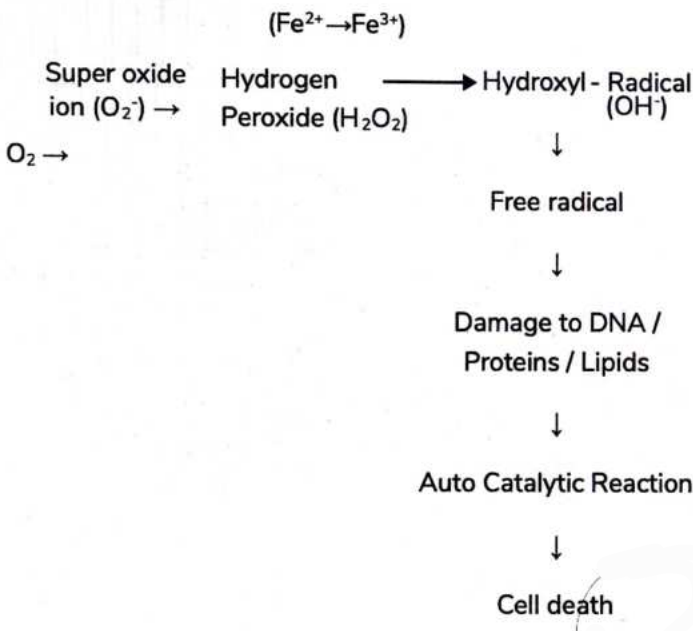 (Fe²⁺→Fe³⁺)
Super oxide Hydrogen ⟶ Hydroxyl - Radical
ion (O₂⁻) → Peroxide (H₂O₂) (OH⁻)
O₂ →
↓
Free radical
↓
Damage to DNA /
Proteins / Lipids
↓
Auto Catalytic Reaction
↓
Cell death